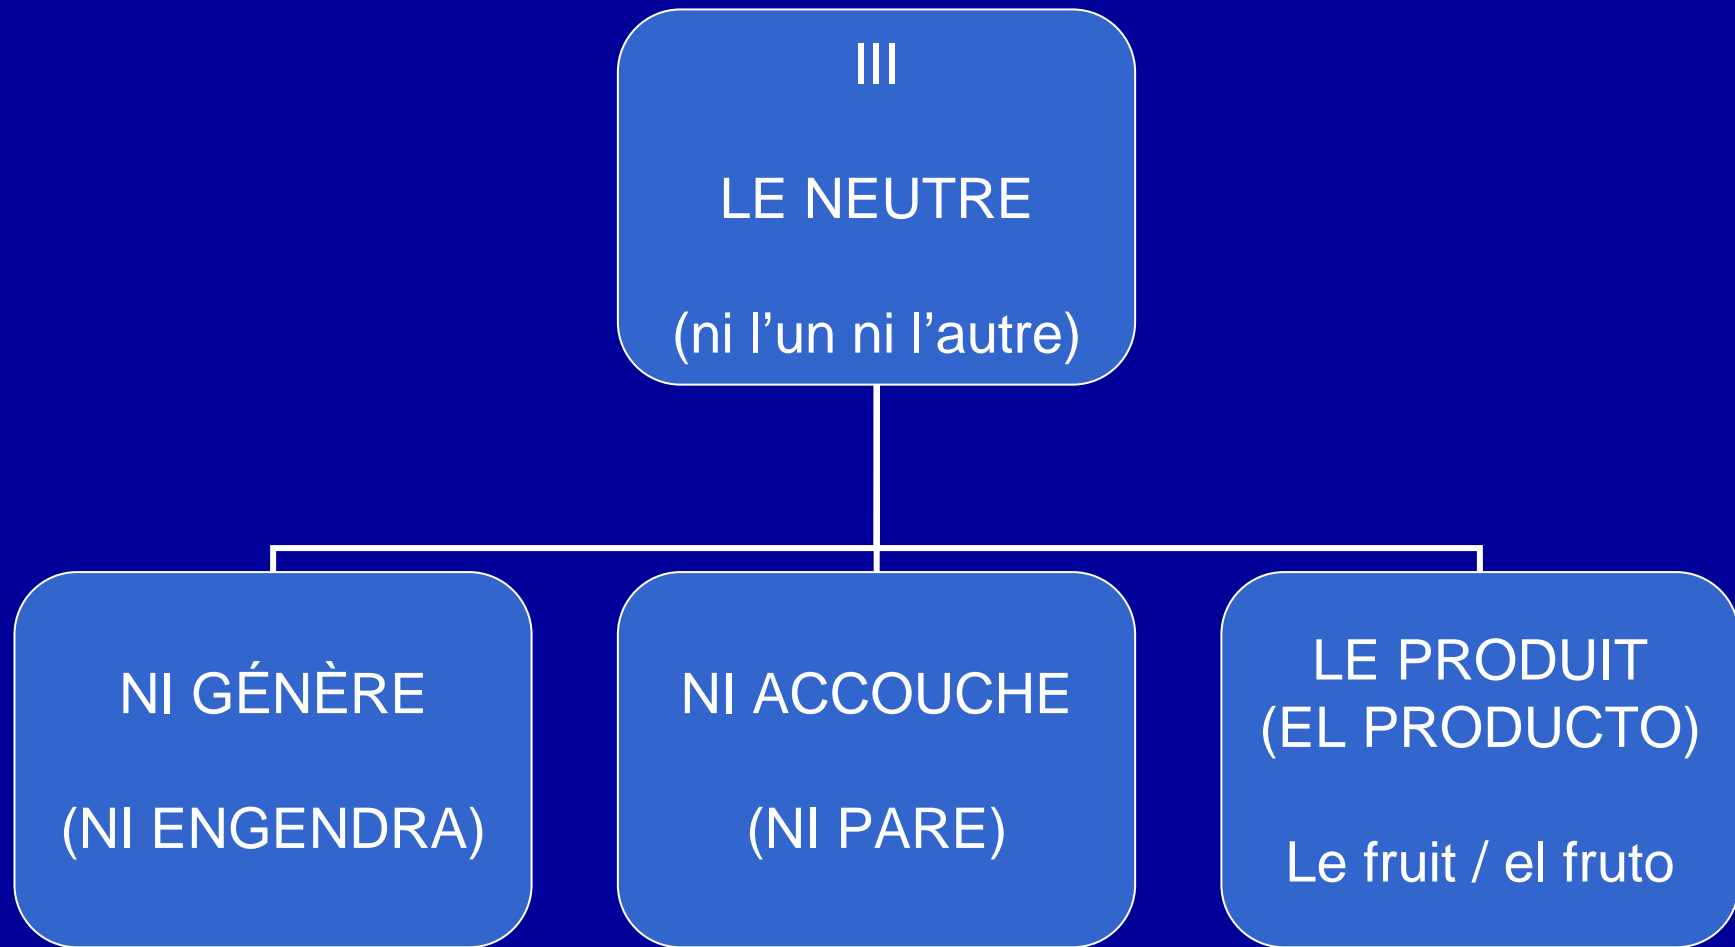 III
LE NEUTRE
(ni l’un ni l’autre)
NI GÉNÈRE
(NI ENGENDRA)
NI ACCOUCHE
(NI PARE)
LE PRODUIT
(EL PRODUCTO)
Le fruit / el fruto